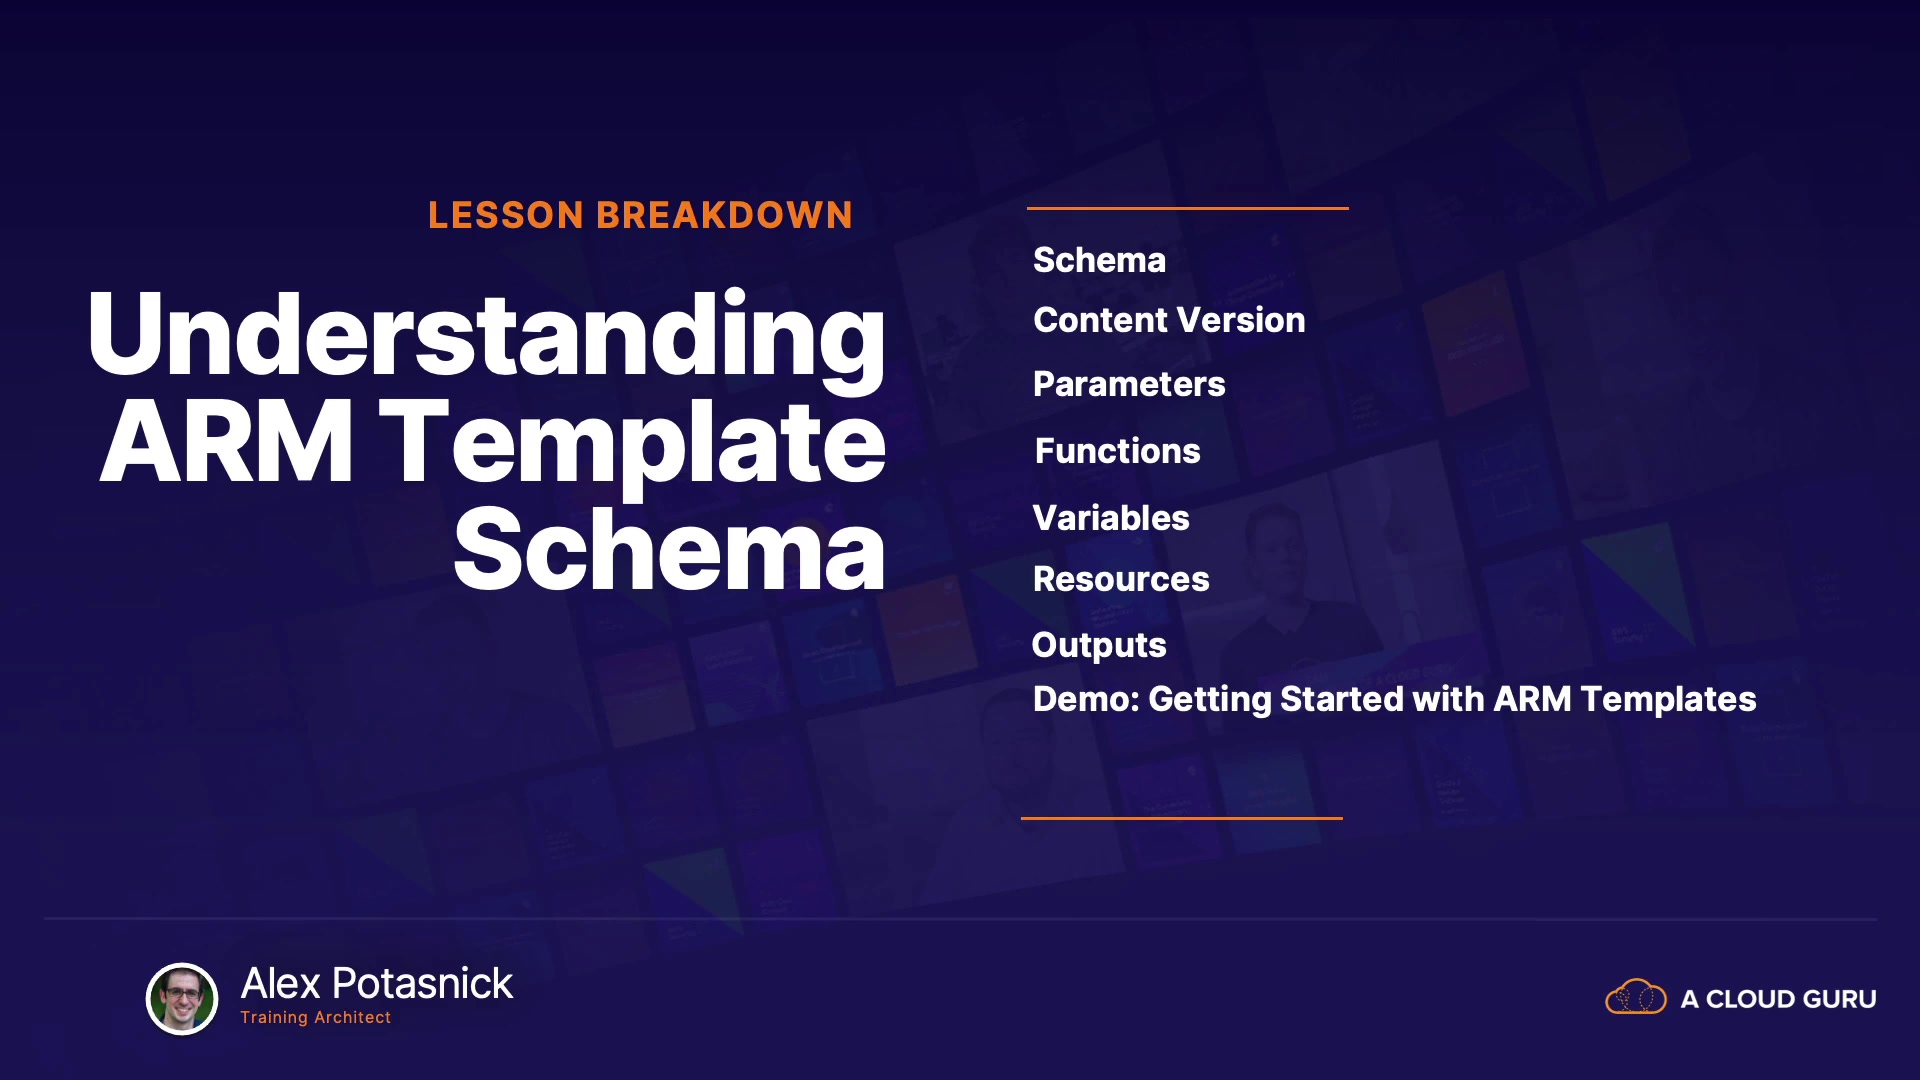 LESSON BREAKDOWN
Understanding
ARM Template
Schema
Schema
Content Version
Parameters
Functions
Variables
Resources
Outputs
Demo: Getting Started with ARM Templates
Alex Potasnick
Training Architect
A CLOUD GURU